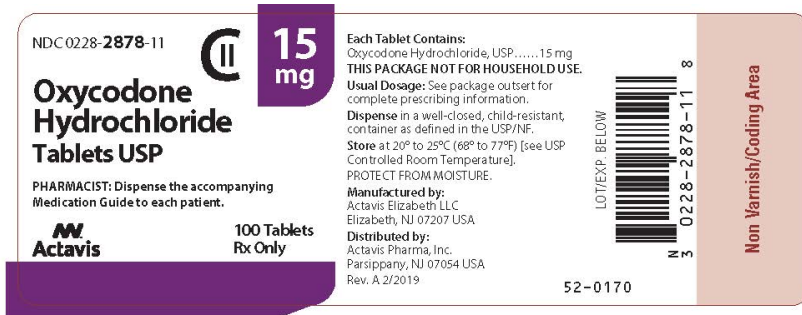 NDC 0228-2878-11
CII
15
mg
Oxycodone
Hydrochloride
Tablets USP
PHARMACIST: Dispense the accompanying
Medication Guide to each patient.
Actavis
100 Tablets
Rx Only
Each Tablet Contains:
Oxycodone Hydrochloride, USP......15 mg
THIS PACKAGE NOT FOR HOUSEHOLD USE.
Usual Dosage: See package outsert for
complete prescribing information.
Dispense in a well-closed, child-resistant,
container as defined in the USP/NF.
Store at 20° to 25°C (68° to 77°F) [see USP
Controlled Room Temperature].
PROTECT FROM MOISTURE.
Manufactured by:
Actavis Elizabeth LLC
Elizabeth, NJ 07207 USA
Distributed by:
Actavis Pharma, Inc.
Parsippany, NJ 07054 USA
Rev. A 2/2019
52-0170
LOT/EXP. BELOW
N
3 0228-2878-11 8
Non Varnish/Coding Area